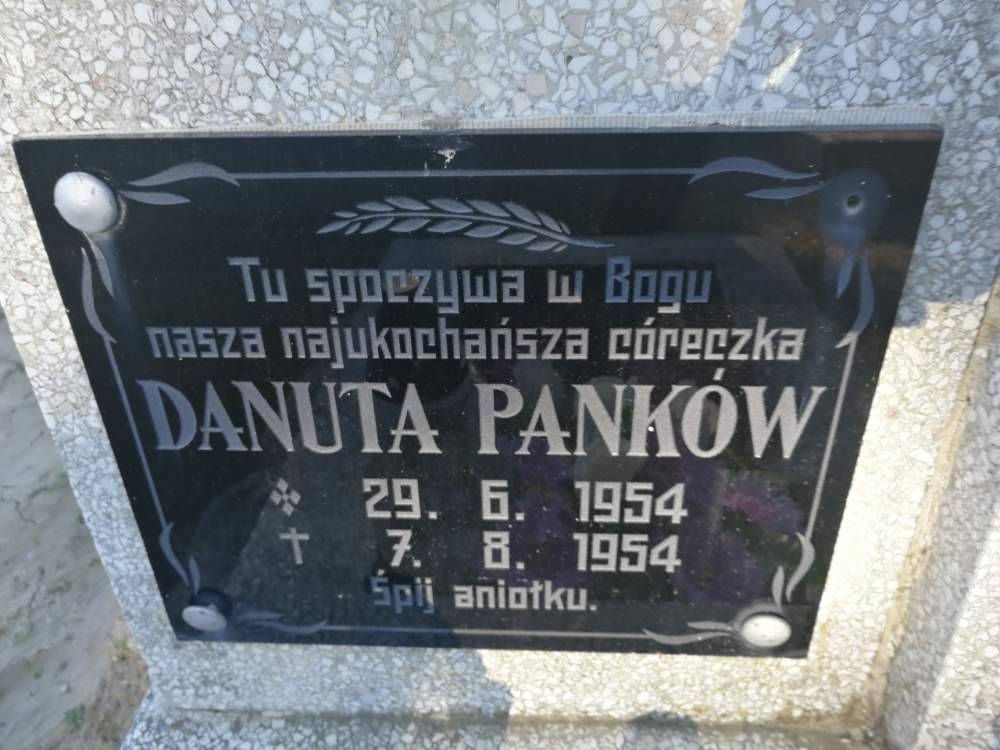 Tu spoczywa w Bogu
nasza najukochańsza córeczka
DANUTA PANKÓW
29. 6. 1954
7. 8. 1954
Śpij aniołku.